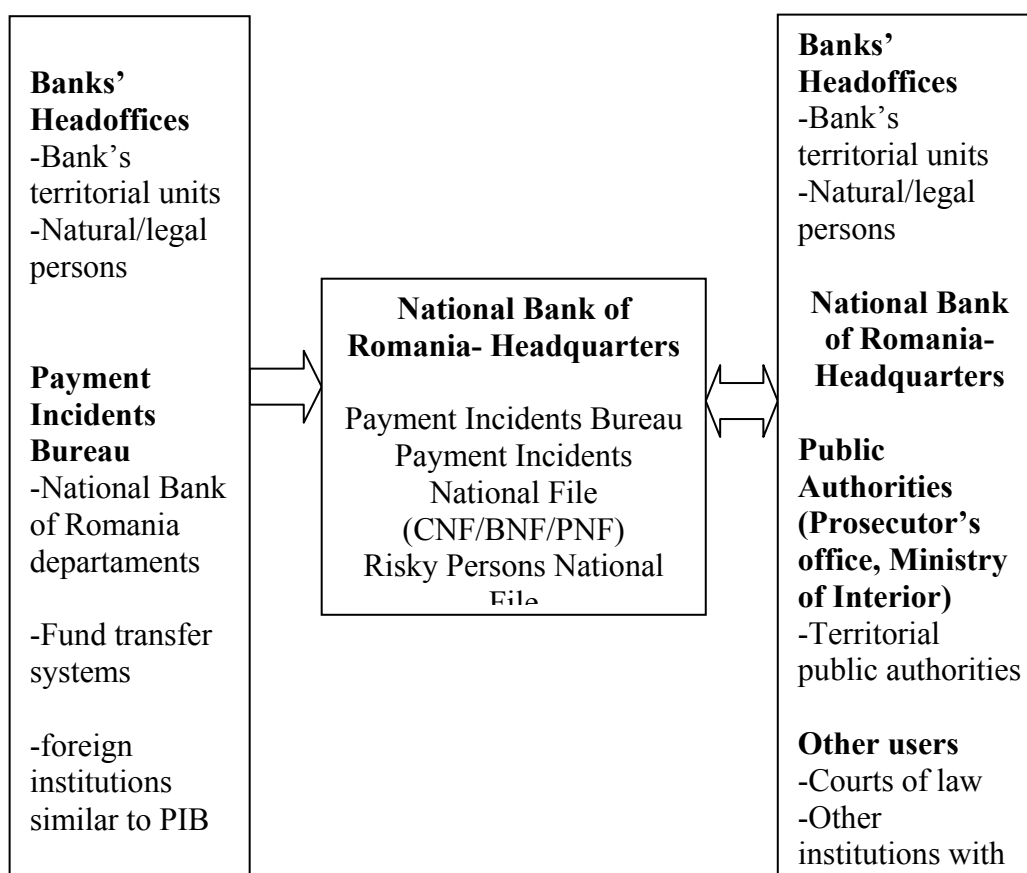 Banks’
Headoffices
-Bank’s
territorial units
-Natural/legal
persons
Payment
Incidents
Bureau
-National Bank
of Romania
departaments
-Fund transfer
systems
-foreign
institutions
similar to PIB
National Bank of
Romania- Headquarters
Payment Incidents Bureau
Payment Incidents
National File
(CNF/BNF/PNF)
Risky Persons National
File
Banks’
Headoffices
-Bank’s
territorial units
-Natural/legal
persons
National Bank
of Romania-
Headquarters
Public
Authorities
(Prosecutor’s
office, Ministry
of Interior)
-Territorial
public authorities
Other users
-Courts of law
-Other
institutions with